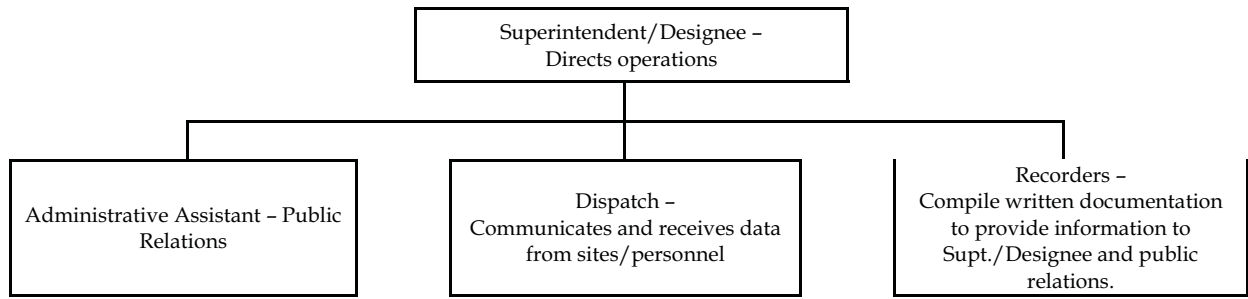 Superintendent/Designee –
Directs operations
Administrative Assistant – Public
Relations
Dispatch –
Communicates and receives data
from sites/personnel
Recorders –
Compile written documentation
to provide information to
Supt./Designee and public
relations.